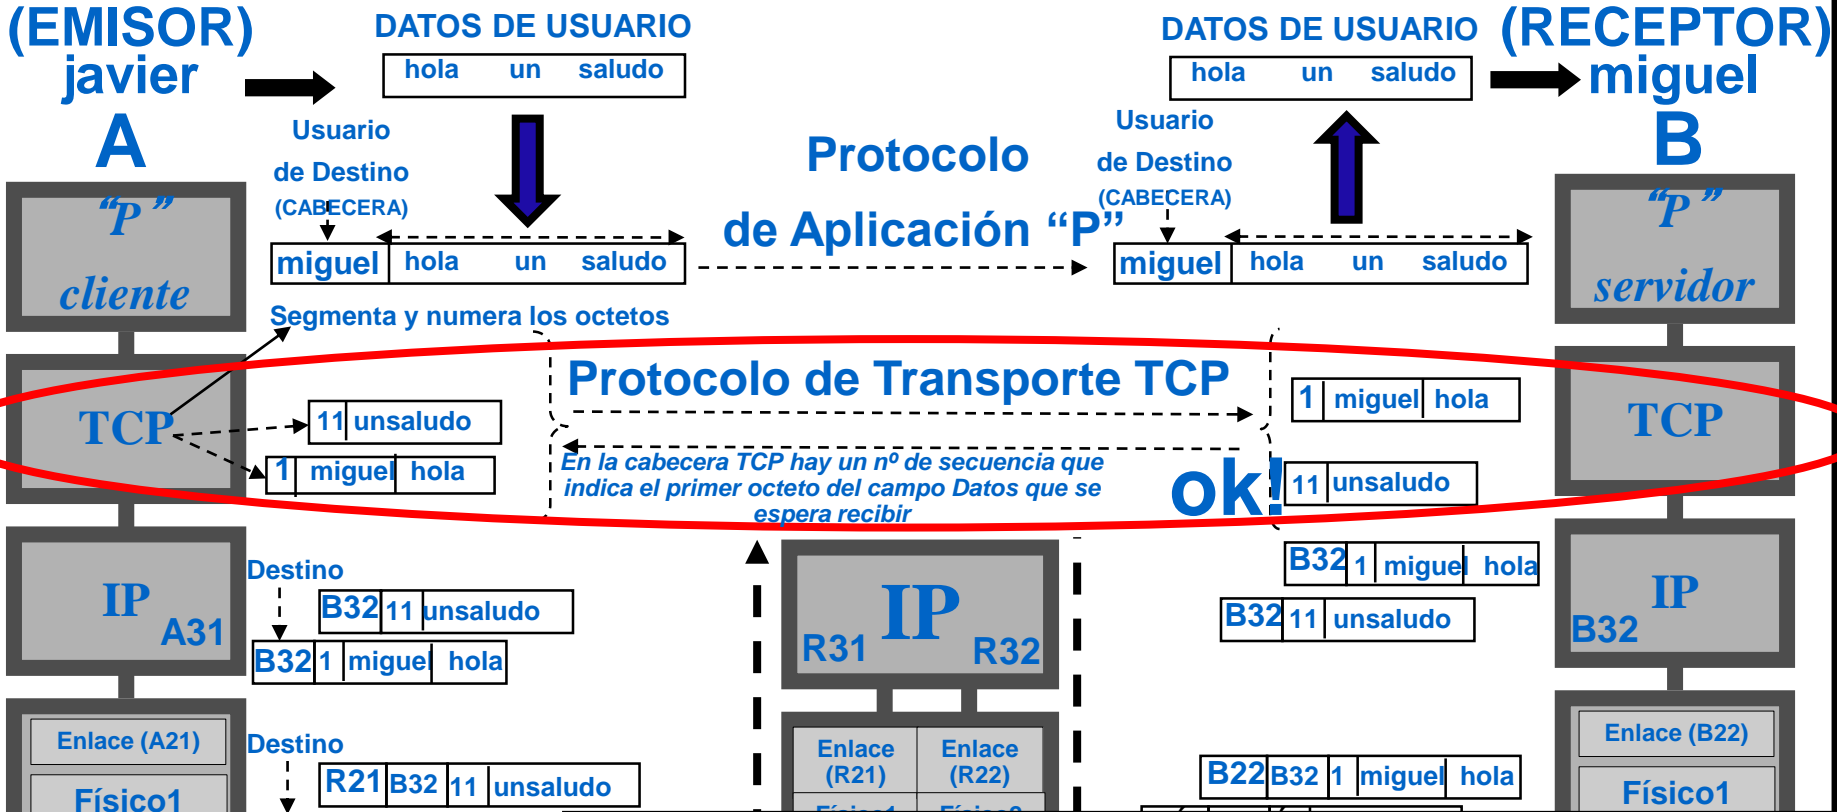 (EMISOR)
javier
A
DATOS DE USUARIO
hola un saludo
DATOS DE USUARIO
hola un saludo
(RECEPTOR)
miguel
B
Usuario
de Destino
(CABECERA)
miguel hola un saludo
Protocolo
de Aplicación “P”
Usuario
de Destino
(CABECERA)
miguel hola un saludo
“P”
cliente
“P”
servidor
Segmenta y numera los octetos
TCP
11 unsaludo
1 miguel hola
Protocolo de Transporte TCP
En la cabecera TCP hay un nº de secuencia que
indica el primer octeto del campo Datos que se
espera recibir
ok!
1 miguel hola
11 unsaludo
TCP
IP
A31
Destino
B32 11 unsaludo
B32 1 miguel hola
IP
R31 R32
B32 1 miguel hola
B32 11 unsaludo
IP
B32
Enlace (A21)
Físico1
Destino
R21 B32 11 unsaludo
Enlace
(R21)
Físico1
Enlace
(R22)
Físico2
B22 B32 1 miguel hola
Enlace (B22)
Físico1